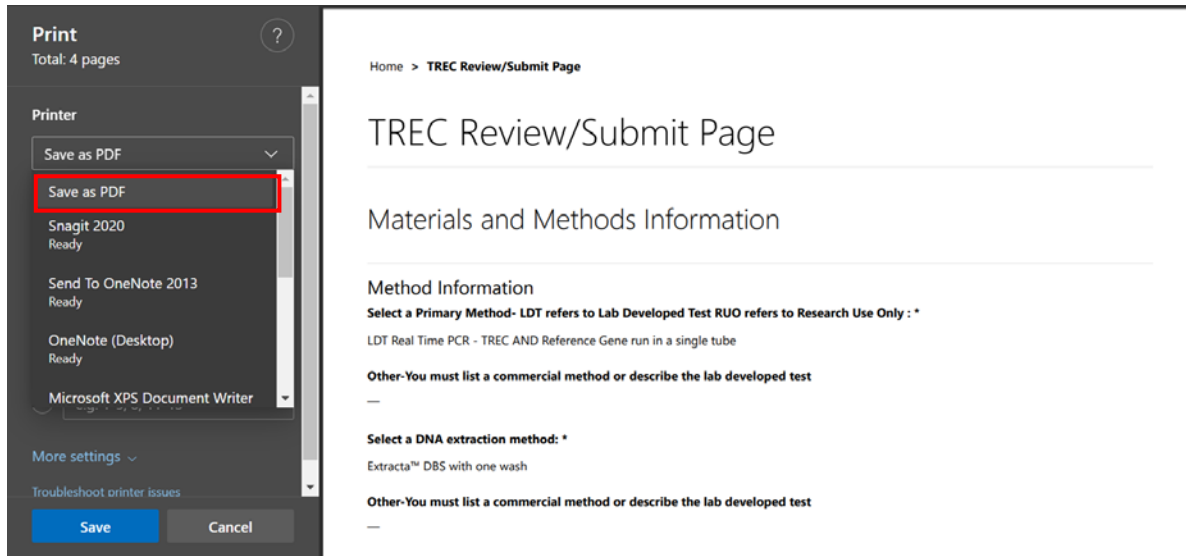 Print
?
Total: 4 pages
Printer
Save as PDF
Save as PDF
Snagit 2020
Ready
Send To OneNote 2013
Ready
OneNote (Desktop)
Ready
Microsoft XPS Document Writer
More settings
Troubleshoot printer issues
Save Cancel
Home > TREC Review/Submit Page
TREC Review/Submit Page
Materials and Methods Information
Method Information
Select a Primary Method- LDT refers to Lab Developed Test RUO refers to Research Use Only : *
LDT Real Time PCR - TREC AND Reference Gene run in a single tube
Other-You must list a commercial method or describe the lab developed test
—
Select a DNA extraction method: *
Extracta™ DBS with one wash
Other-You must list a commercial method or describe the lab developed test
—